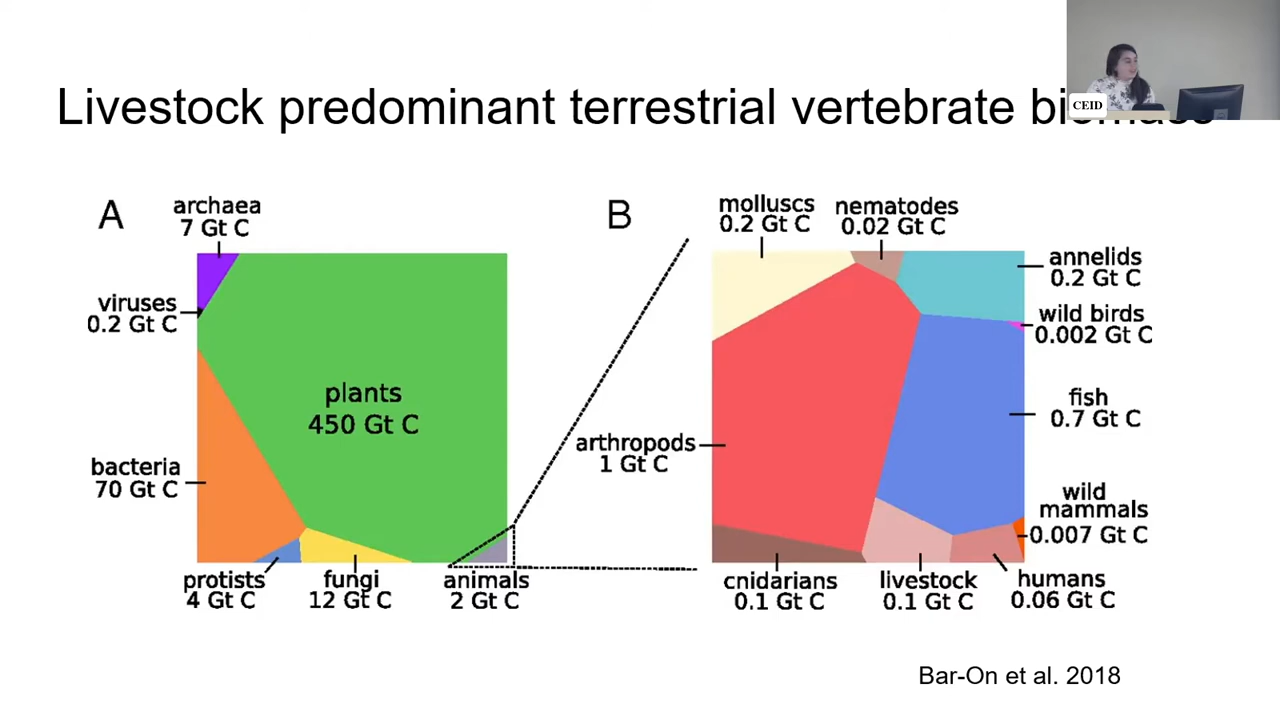 CEID
Livestock predominant terrestrial vertebrate biomass
A
archaea
7 Gt C
viruses
0.2 Gt C
plants
450 Gt C
bacteria
70 Gt C
protists
4 Gt C
fungi
12 Gt C
animals
2 Gt C
B
molluscs
0.2 Gt C
nematodes
0.02 Gt C
annelids
0.2 Gt C
wild birds
0.002 Gt C
fish
0.7 Gt C
arthropods
1 Gt C
wild
mammals
0.007 Gt C
cnidarians
0.1 Gt C
livestock
0.1 Gt C
humans
0.06 Gt C
Bar-On et al. 2018